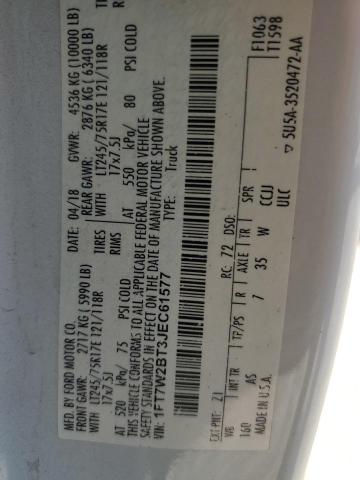 MFD. BY FORD MOTOR CO.
DATE: 04/18 GVWR: 4536 KG (10000 LB)
FRONT GAWR: 2717 KG (5990 LB) REAR GAWR: 2876 KG (6340 LB)
LT245/75R17E 121/118R TIRES WITH LT245/75R17E 121/118R
17x7.5J RIMS 17x7.5J
AT 520 kPa/ 75 PSI COLD AT 550 kPa/ 80 PSI COLD
THIS VEHICLE CONFORMS TO ALL APPLICABLE FEDERAL MOTOR VEHICLE
SAFETY STANDARDS IN EFFECT ON THE DATE OF MANUFACTURE SHOWN ABOVE.
VIN: 1FT7W2BT3JEC61577 TYPE: Truck
F1063
T1598
EXT PNT: Z1 RC: 72 DSO:
WB INT TR TP/PS R AXLE TR SPR
160 AS 7 35 W CCJJ
MADE IN U.S.A. ULC
▽ 5U5A-3520472-AA